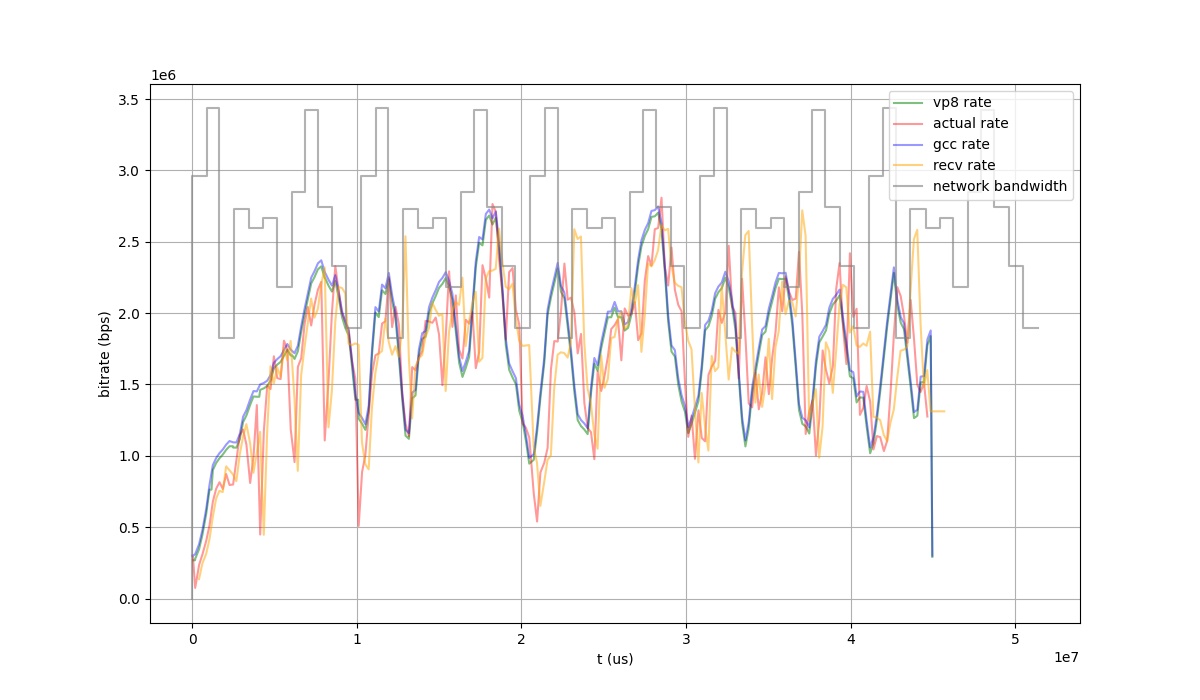 1e6
3.5
3.0
2.5
2.0
1.5
1.0
0.5
0.0
bitrate (bps)
vp8 rate
actual rate
gcc rate
recv rate
network bandwidth
0 1 2 3 4 5
t (us)
1e7